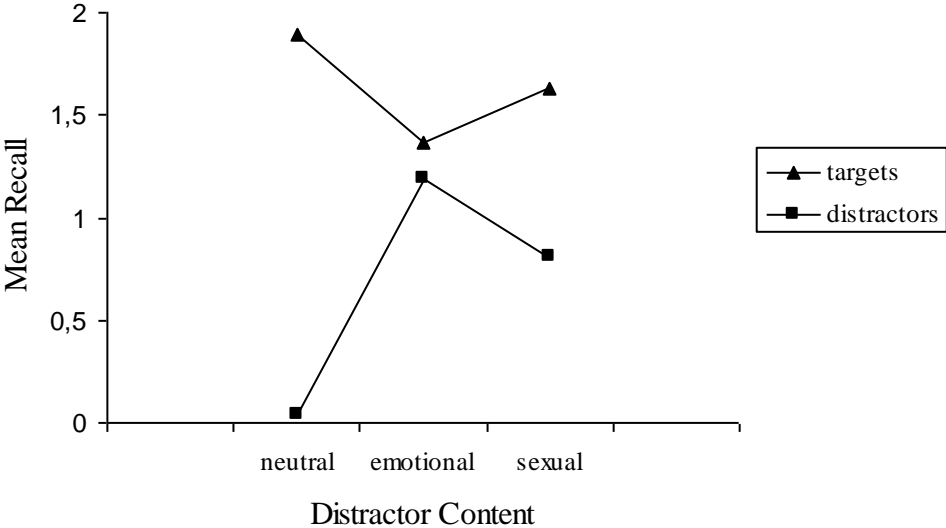 2
1,5
1
0,5
0
Mean Recall
neutral emotional sexual
Distractor Content
targets
distractors